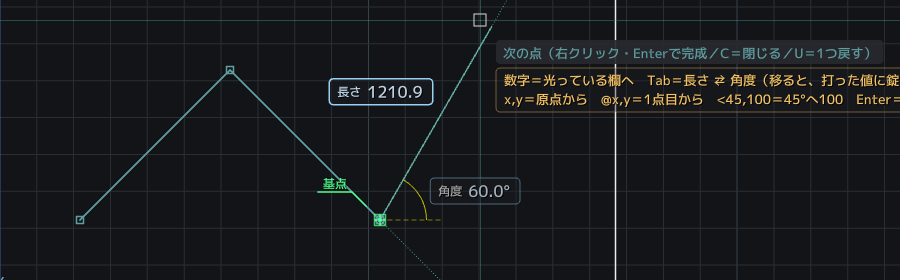 次の点（右クリック・Enterで完成／C＝閉じる／U＝1つ戻す）
数字＝光っている欄へ　Tab＝長さ ⇄ 角度（移ると、打った値に錠
x,y＝原点から　@x,y＝1点目から　<45,100＝45°へ100　Enter＝
長さ 1210.9
基点
角度 60.0°